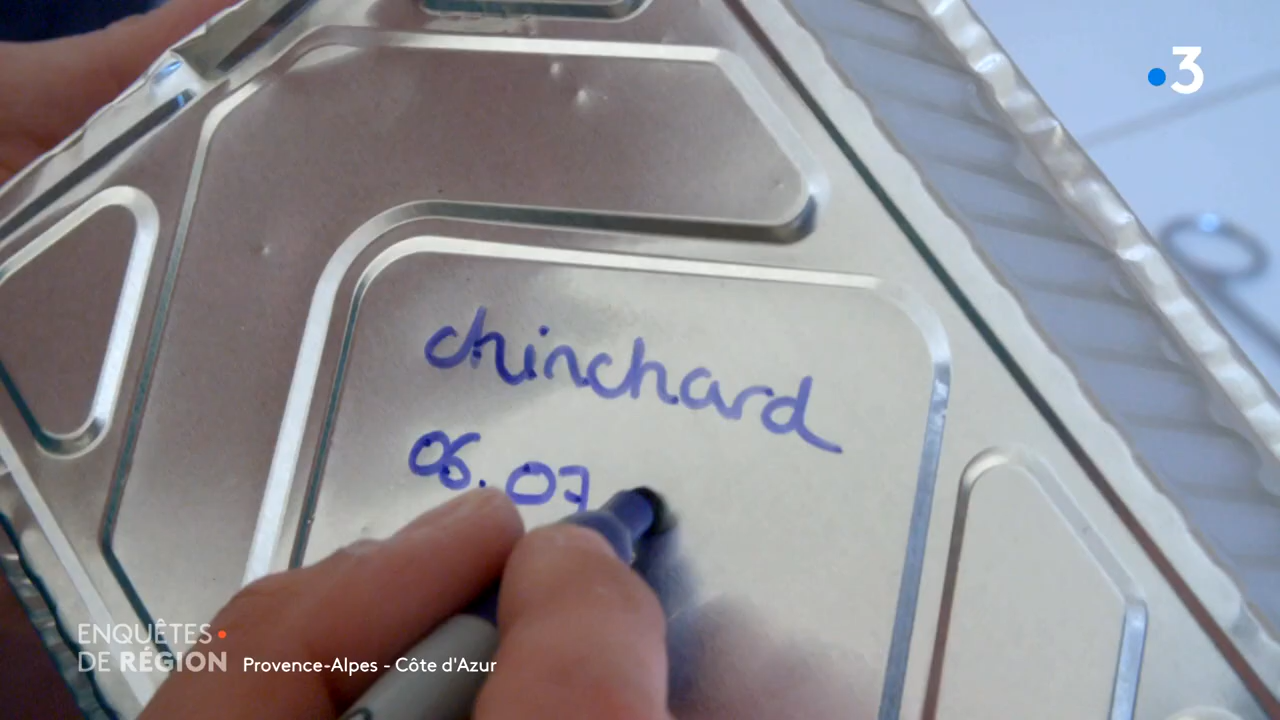 3
chinchard
06.07
ENQUÊTES
DE RÉGION Provence-Alpes - Côte d'Azur